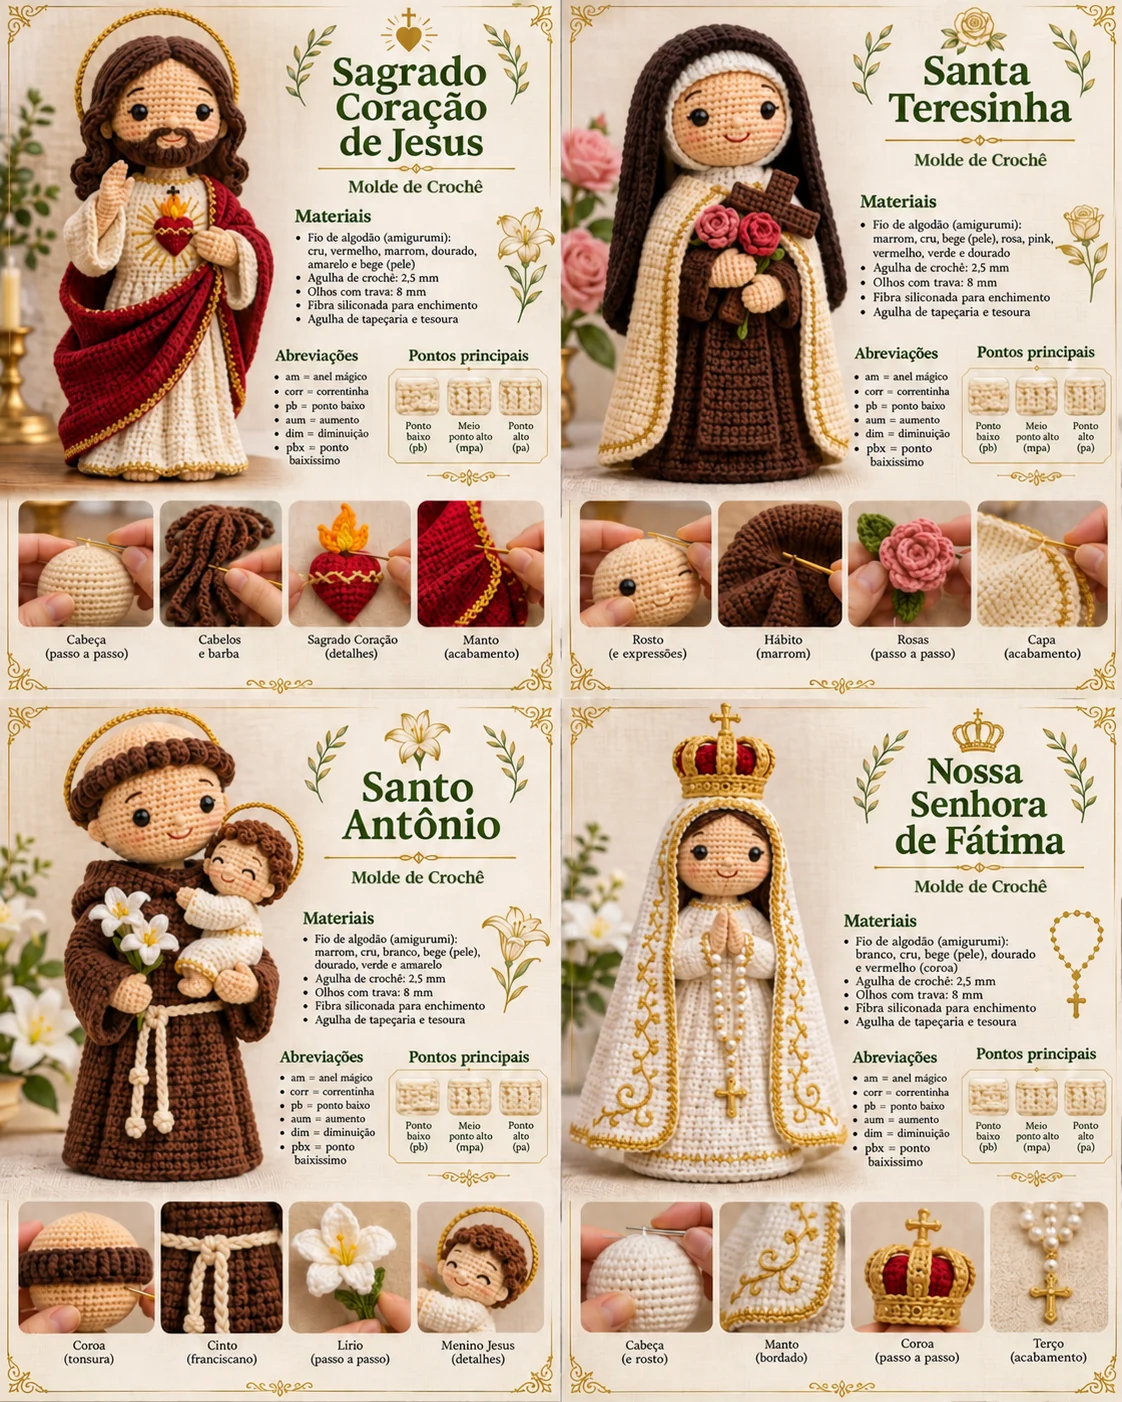 Sagrado
Coração
de Jesus
Molde de Crochê
Materiais
• Fio de algodão (amigurumi):
cru, vermelho, marrom, dourado,
amarelo e bege (pele)
• Agulha de crochê: 2,5 mm
• Olhos com trava: 8 mm
• Fibra siliconada para enchimento
• Agulha de tapeçaria e tesoura
Abreviações
• am = anel mágico
• corr = correntinha
• pb = ponto baixo
• aum = aumento
• dim = diminuição
• pbx = ponto
baixíssimo
Pontos principais
Ponto
baixo
(pb)
Meio
ponto alto
(mpa)
Ponto
alto
(pa)
Cabeça
(passo a passo)
Cabelos
e barba
Sagrado Coração
(detalhes)
Manto
(acabamento)
Santa
Teresinha
Molde de Crochê
Materiais
• Fio de algodão (amigurumi):
marrom, cru, bege (pele), rosa, pink,
vermelho, verde e dourado
• Agulha de crochê: 2,5 mm
• Olhos com trava: 8 mm
• Fibra siliconada para enchimento
• Agulha de tapeçaria e tesoura
Abreviações
• am = anel mágico
• corr = correntinha
• pb = ponto baixo
• aum = aumento
• dim = diminuição
• pbx = ponto
baixíssimo
Pontos principais
Ponto
baixo
(pb)
Meio
ponto alto
(mpa)
Ponto
alto
(pa)
Rosto
(e expressões)
Hábito
(marrom)
Rosas
(passo a passo)
Capa
(acabamento)
Santo
Antônio
Molde de Crochê
Materiais
• Fio de algodão (amigurumi):
marrom, cru, branco, bege (pele),
dourado, verde e amarelo
• Agulha de crochê: 2,5 mm
• Olhos com trava: 8 mm
• Fibra siliconada para enchimento
• Agulha de tapeçaria e tesoura
Abreviações
• am = anel mágico
• corr = correntinha
• pb = ponto baixo
• aum = aumento
• dim = diminuição
• pbx = ponto
baixissimo
Pontos principais
Ponto
baixo
(pb)
Meio
ponto alto
(mpa)
Ponto
alto
(pa)
Coroa
(tonsura)
Cinto
(franciscano)
Lírio
(passo a passo)
Menino Jesus
(detalhes)
Nossa
Senhora
de Fátima
Molde de Crochê
Materiais
• Fio de algodão (amigurumi):
branco, cru, bege (pele), dourado
e vermelho (coroa)
• Agulha de crochê: 2,5 mm
• Olhos com trava: 8 mm
• Fibra siliconada para enchimento
• Agulha de tapeçaria e tesoura
Abreviações
• am = anel mágico
• corr = correntinha
• pb = ponto baixo
• aum = aumento
• dim = diminuição
• pbx = ponto
baixissimo
Pontos principais
Ponto
baixo
(pb)
Meio
ponto alto
(mpa)
Ponto
alto
(pa)
Cabeça
(e rosto)
Manto
(bordado)
Coroa
(passo a passo)
Terço
(acabamento)